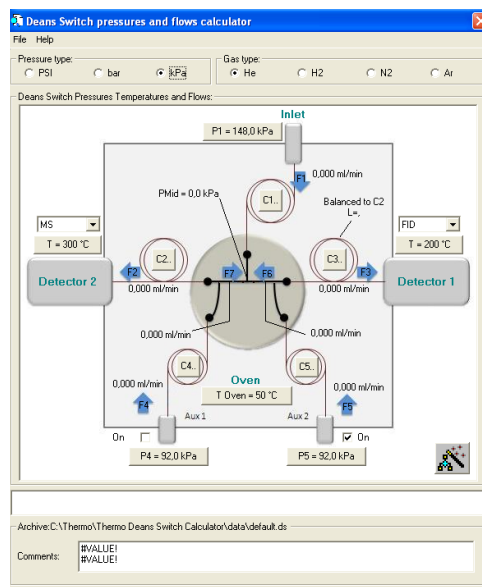 Deans Switch pressures and flows calculator
File Help
Pressure type:
PSI bar kPa
Gas type:
He H2 N2 Ar
Deans Switch Pressures Temperatures and Flows:
Inlet
P1 = 148,0 kPa
F1 0,000 ml/min
PMid = 0,0 kPa
C1..
Balanced to C2
L=,
MS
FID
T = 300 °C
T = 200 °C
C2..
C3..
Detector 2
F2
F7
F6
F3
Detector 1
0,000 ml/min
0,000 ml/min
0,000 ml/min
0,000 ml/min
C4..
C5..
Oven
T Oven = 50 °C
0,000 ml/min
0,000 ml/min
F4
F5
Aux 1
Aux 2
On
On
P4 = 92,0 kPa
P5 = 92,0 kPa
Archive:C:\Thermo\Thermo Deans Switch Calculator\data\default.ds
Comments:
#VALUE!
#VALUE!